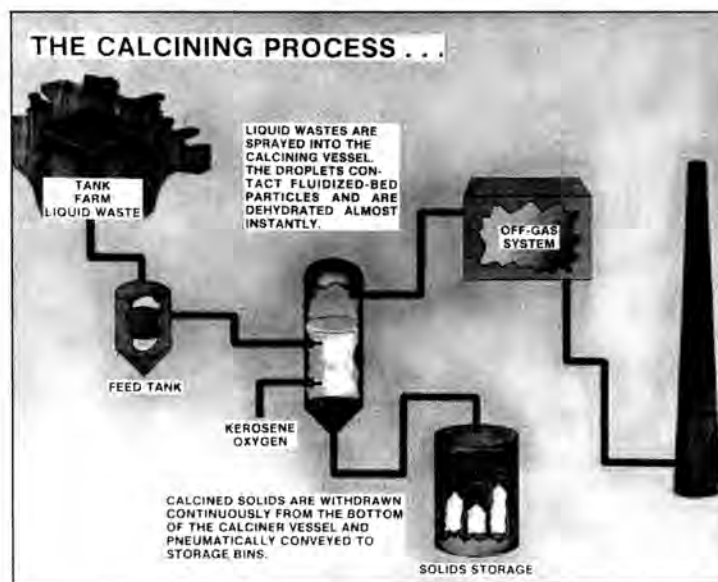 THE CALCINING PROCESS . . .
LIQUID WASTES ARE
SPRAYED INTO THE
CALCINING VESSEL.
THE DROPLETS CON-
TACT FLUIDIZED-BED
PARTICLES AND ARE
DEHYDRATED ALMOST
INSTANTLY.
TANK
FARM
LIQUID WASTE
OFF-GAS
SYSTEM
FEED TANK
KEROSENE
OXYGEN
CALCINED SOLIDS ARE WITHDRAWN
CONTINUOUSLY FROM THE BOTTOM
OF THE CALCINER VESSEL AND
PNEUMATICALLY CONVEYED TO
STORAGE BINS.
SOLIDS STORAGE